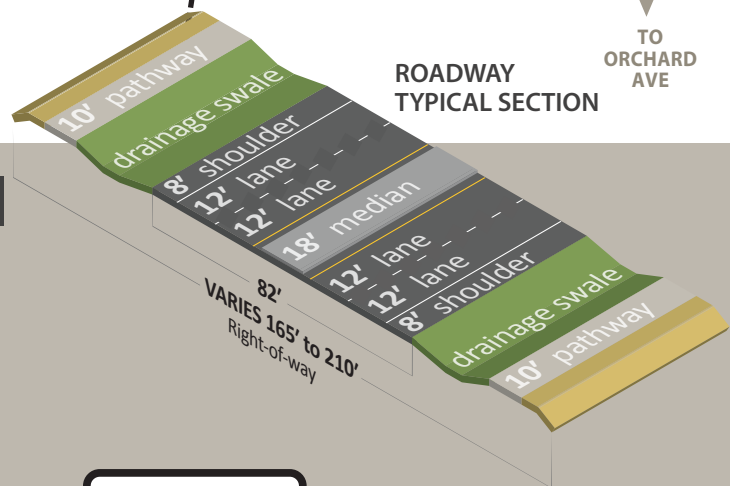 TO
ORCHARD
AVE
ROADWAY
TYPICAL SECTION
10' pathway
drainage swale
8' shoulder
12' lane
12' lane
18' median
12' lane
12' lane
8' shoulder
drainage swale
10' pathway
82'
VARIES 165' to 210'
Right-of-way